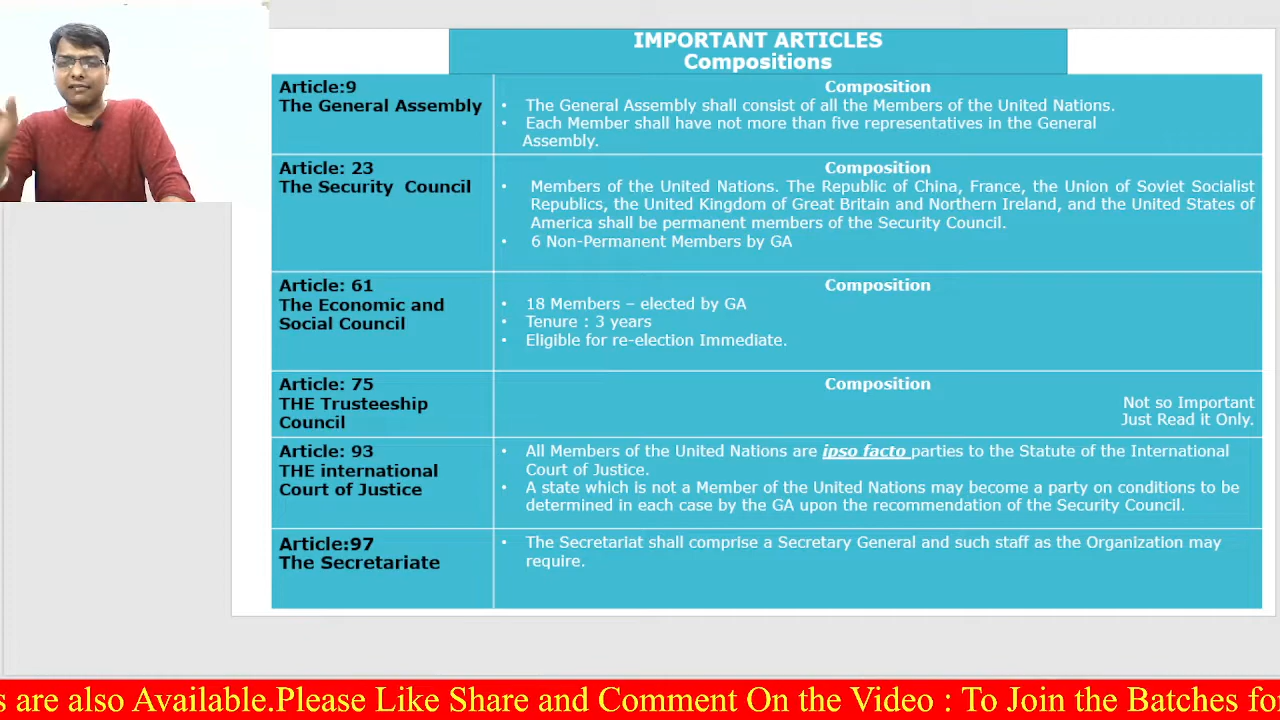 IMPORTANT ARTICLES
Compositions
Article:9
The General Assembly
Composition
• The General Assembly shall consist of all the Members of the United Nations.
• Each Member shall have not more than five representatives in the General
Assembly.
Article: 23
The Security Council
Composition
• Members of the United Nations. The Republic of China, France, the Union of Soviet Socialist
Republics, the United Kingdom of Great Britain and Northern Ireland, and the United States of
America shall be permanent members of the Security Council.
• 6 Non-Permanent Members by GA
Article: 61
The Economic and
Social Council
Composition
• 18 Members – elected by GA
• Tenure : 3 years
• Eligible for re-election Immediate.
Article: 75
THE Trusteeship
Council
Composition
Not so Important
Just Read it Only.
Article: 93
THE international
Court of Justice
• All Members of the United Nations are ipso facto parties to the Statute of the International
Court of Justice.
• A state which is not a Member of the United Nations may become a party on conditions to be
determined in each case by the GA upon the recommendation of the Security Council.
Article:97
The Secretariate
• The Secretariat shall comprise a Secretary General and such staff as the Organization may
require.
s are also Available.Please Like Share and Comment On the Video : To Join the Batches fo